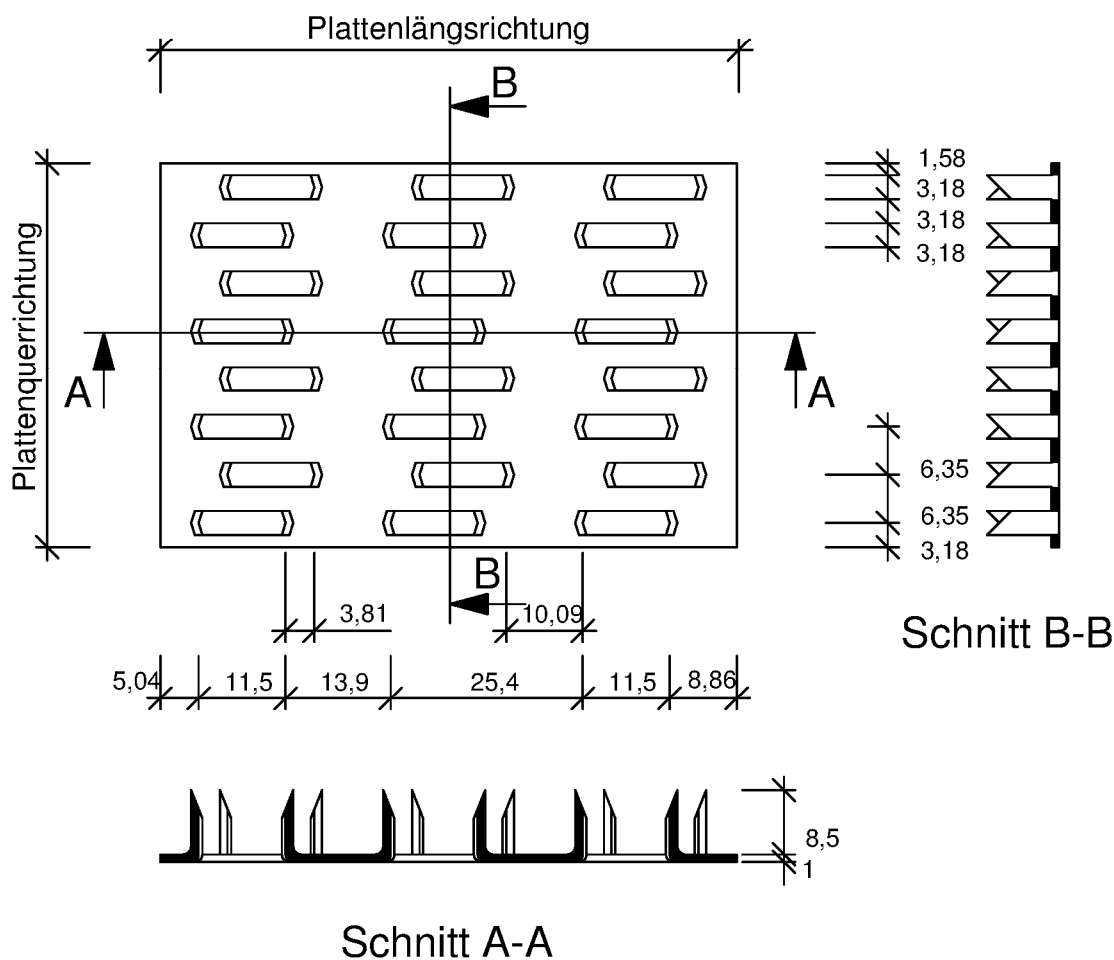 Plattenlängsrichtung
B
Plattenquerrichtung
A
A
B
1,58
3,18
3,18
3,18
6,35
6,35
3,18
3,81
10,09
5,04
11,5
13,9
25,4
11,5
8,86
Schnitt B-B
8,5
1
Schnitt A-A